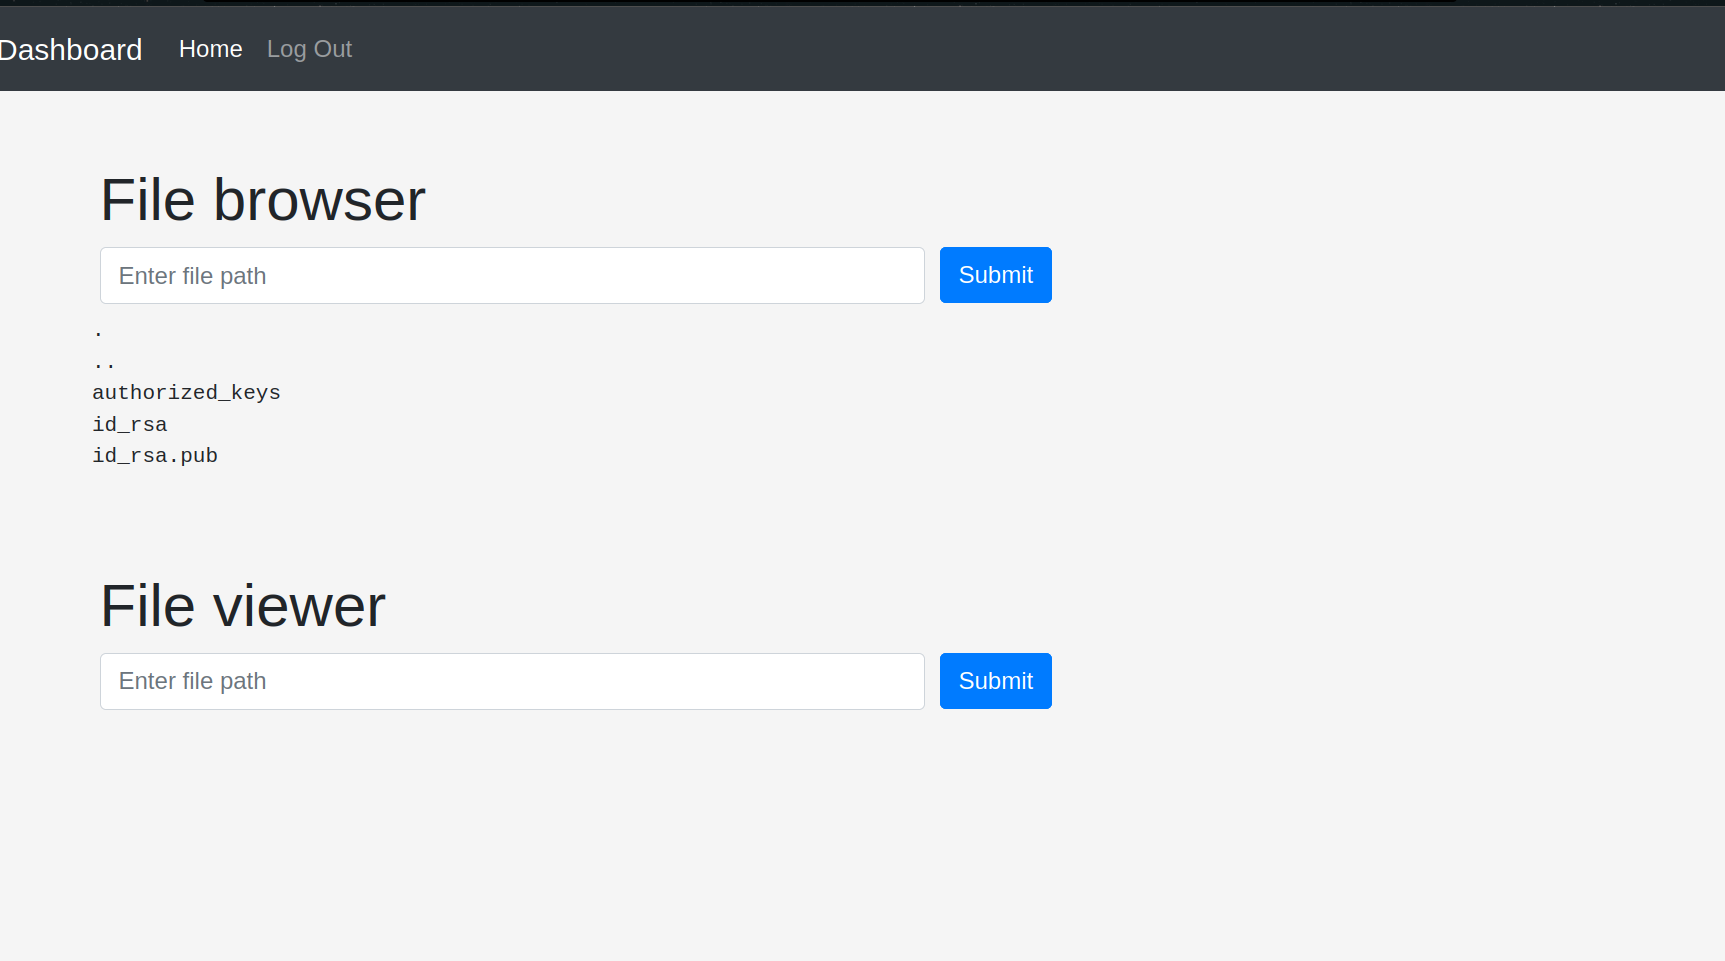 Dashboard Home Log Out
File browser
Enter file path Submit
.
..
authorized_keys
id_rsa
id_rsa.pub
File viewer
Enter file path Submit